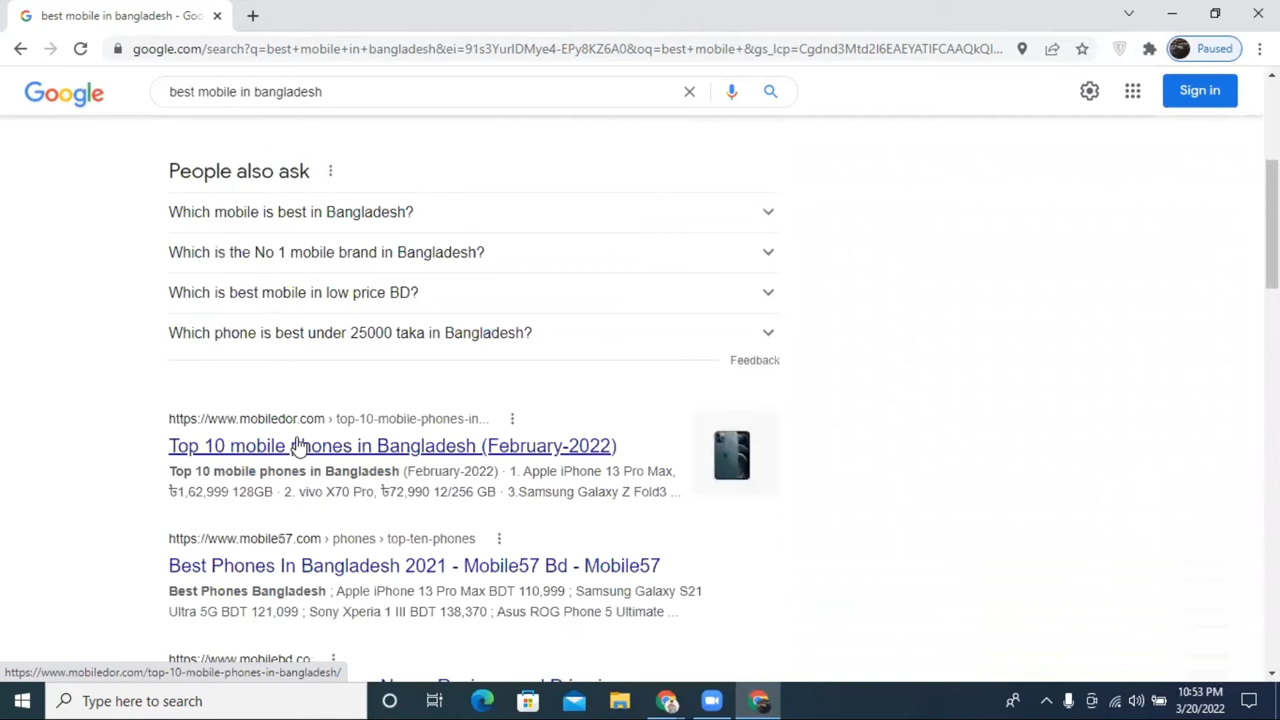 best mobile in bangladesh - Goo
google.com/search?q=best+mobile+in+bangladesh&ei=91s3YurIDMye4-EPy8KZ6A0&oq=best+mobile+&gs_lcp=Cgdnd3Mtd2l6EAEYATIFCAAQkQI...
Paused
Google
best mobile in bangladesh
Sign in
People also ask
Which mobile is best in Bangladesh?
Which is the No 1 mobile brand in Bangladesh?
Which is best mobile in low price BD?
Which phone is best under 25000 taka in Bangladesh?
Feedback
https://www.mobiledor.com › top-10-mobile-phones-in...
Top 10 mobile phones in Bangladesh (February-2022)
Top 10 mobile phones in Bangladesh (February-2022) · 1. Apple iPhone 13 Pro Max,
৳1,62,999 128GB · 2. vivo X70 Pro, ৳72,990 12/256 GB · 3.Samsung Galaxy Z Fold3 ...
https://www.mobile57.com › phones › top-ten-phones
Best Phones In Bangladesh 2021 - Mobile57 Bd - Mobile57
Best Phones Bangladesh ; Apple iPhone 13 Pro Max BDT 110,999 ; Samsung Galaxy S21
Ultra 5G BDT 121,099 ; Sony Xperia 1 III BDT 138,370 ; Asus ROG Phone 5 Ultimate ...
https://www.mobilebd.co
https://www.mobiledor.com/top-10-mobile-phones-in-bangladesh/
Type here to search
10:53 PM
3/20/2022